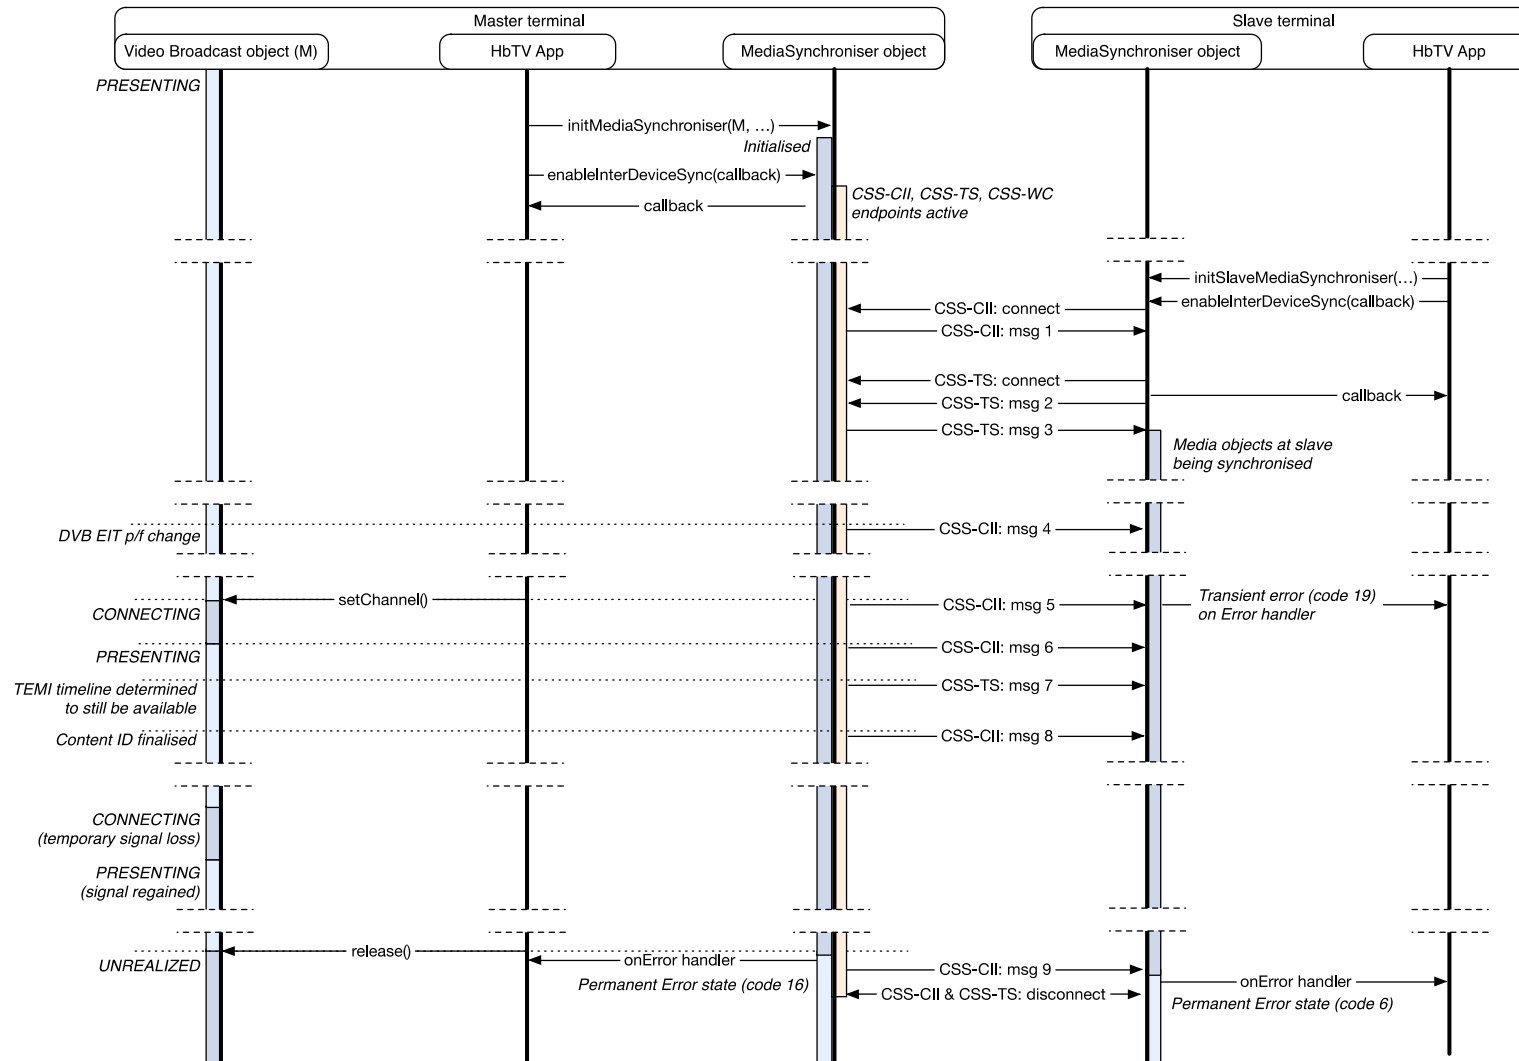 Master terminal
Slave terminal
Video Broadcast object (M)
HbTV App
MediaSynchroniser object
MediaSynchroniser object
HbTV App
PRESENTING
initMediaSynchroniser(M, …)
Initialised
enableInterDeviceSync(callback)
CSS-CII, CSS-TS, CSS-WC
endpoints active
callback
initSlaveMediaSynchroniser(…)
enableInterDeviceSync(callback)
CSS-CII: connect
CSS-CII: msg 1
CSS-TS: connect
callback
CSS-TS: msg 2
CSS-TS: msg 3
Media objects at slave
being synchronised
DVB EIT p/f change
CSS-CII: msg 4
setChannel()
CONNECTING
CSS-CII: msg 5
Transient error (code 19)
on Error handler
PRESENTING
CSS-CII: msg 6
TEMI timeline determined
to still be available
CSS-TS: msg 7
Content ID finalised
CSS-CII: msg 8
CONNECTING
(temporary signal loss)
PRESENTING
(signal regained)
release()
UNREALIZED
onError handler
Permanent Error state (code 16)
CSS-CII: msg 9
CSS-CII & CSS-TS: disconnect
onError handler
Permanent Error state (code 6)